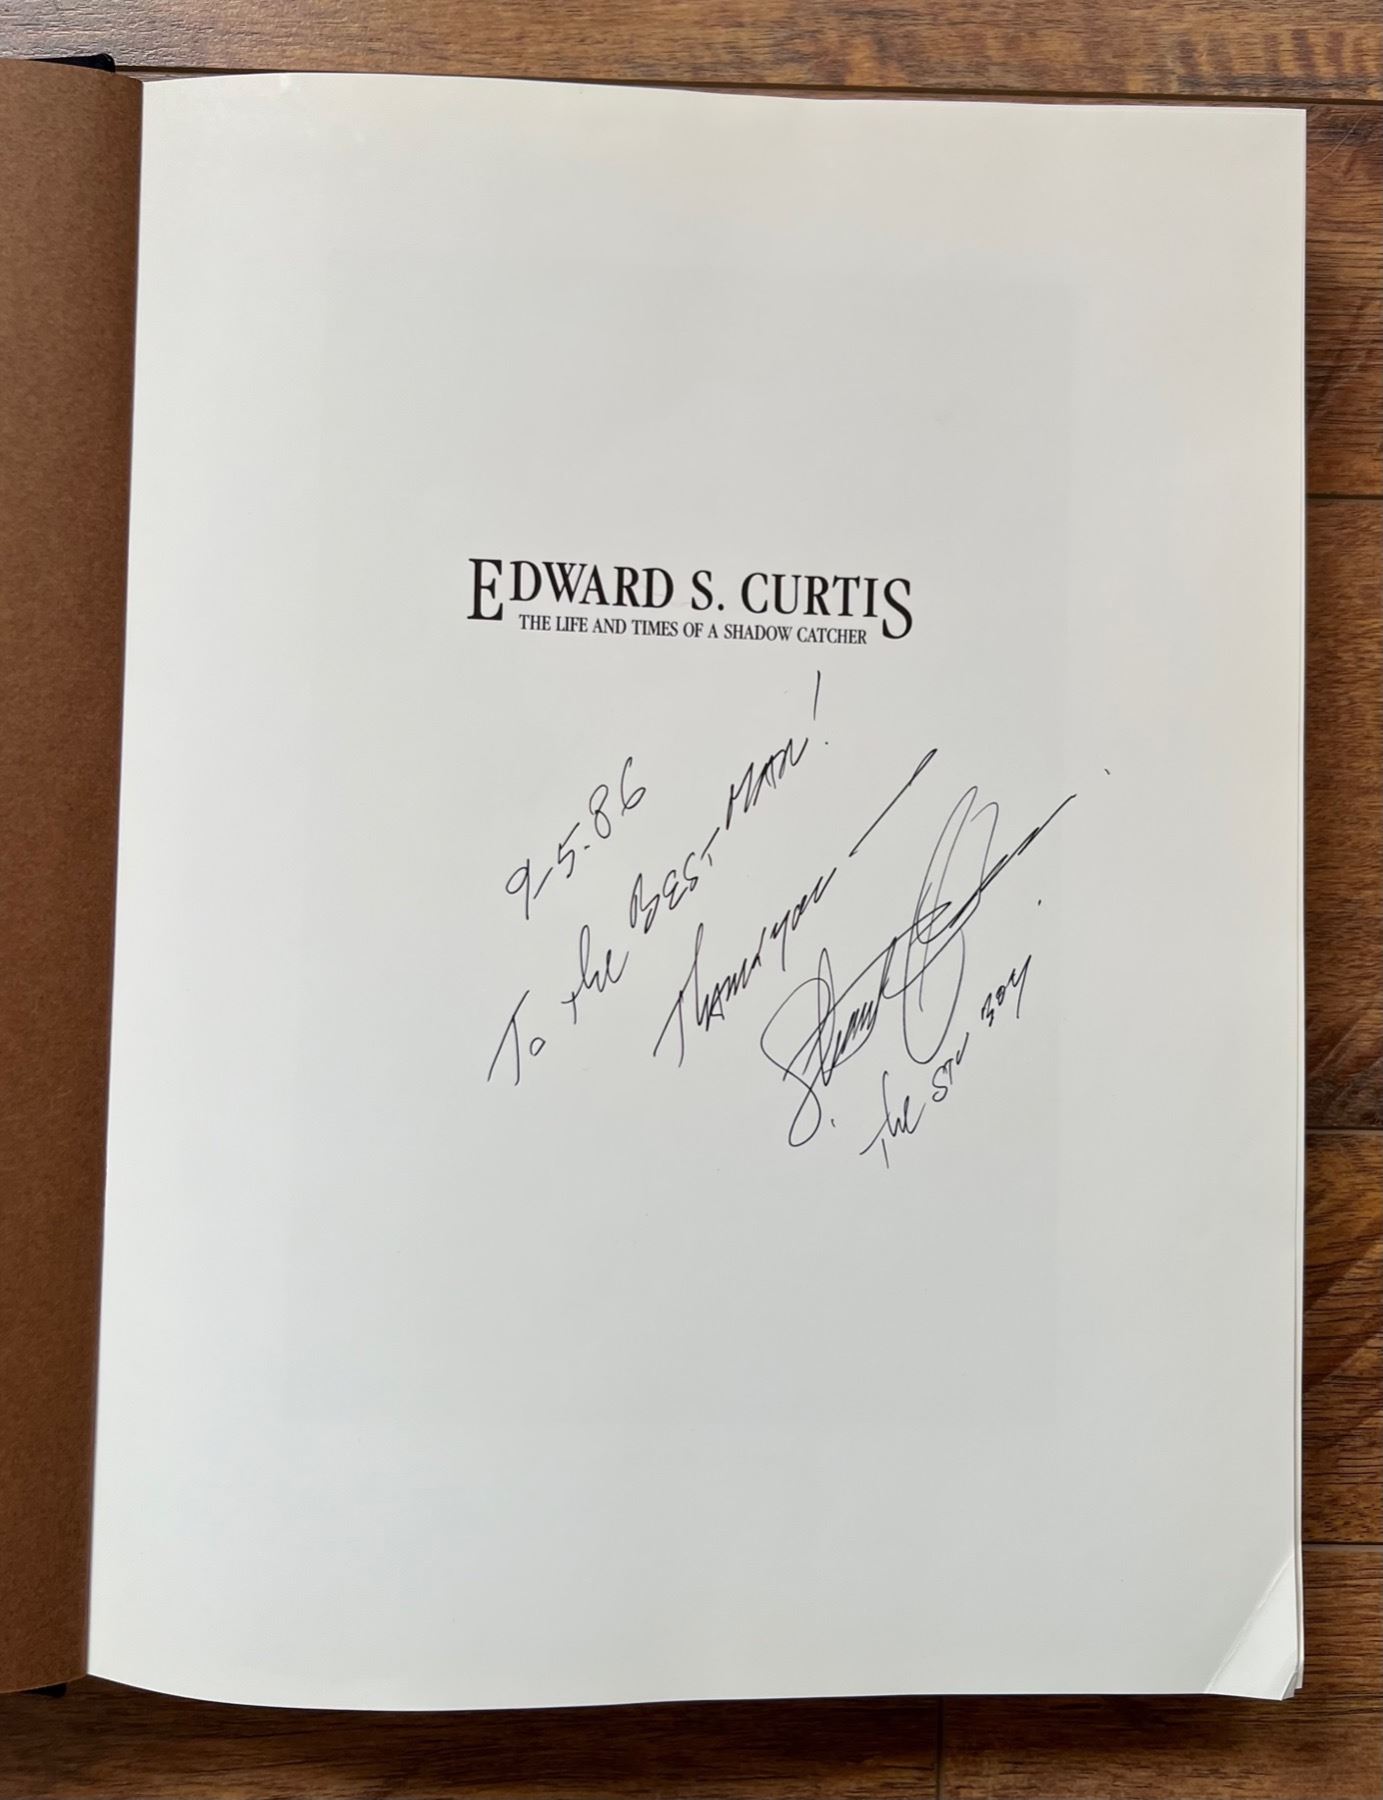 EDWARD S. CURTIS
THE LIFE AND TIMES OF A SHADOW CATCHER
9-5-86
To the BEST MAN!
Thank you —
The STU BOY